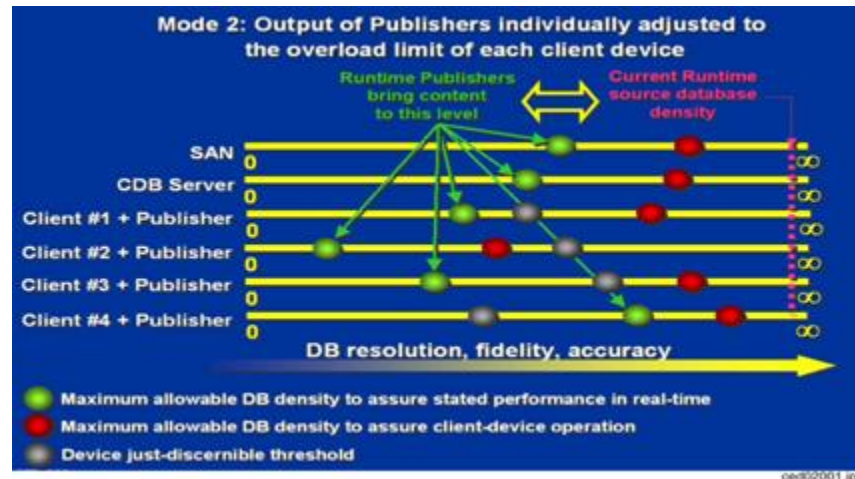 Mode 2: Output of Publishers individually adjusted to
the overload limit of each client device
Runtime Publishers
bring content
to this level
Current Runtime
source database
density
SAN
0
∞
CDB Server
0
∞
Client #1 + Publisher
0
∞
Client #2 + Publisher
0
∞
Client #3 + Publisher
0
∞
Client #4 + Publisher
0
∞
DB resolution, fidelity, accuracy
Maximum allowable DB density to assure stated performance in real-time
Maximum allowable DB density to assure client-device operation
Device just-discernible threshold